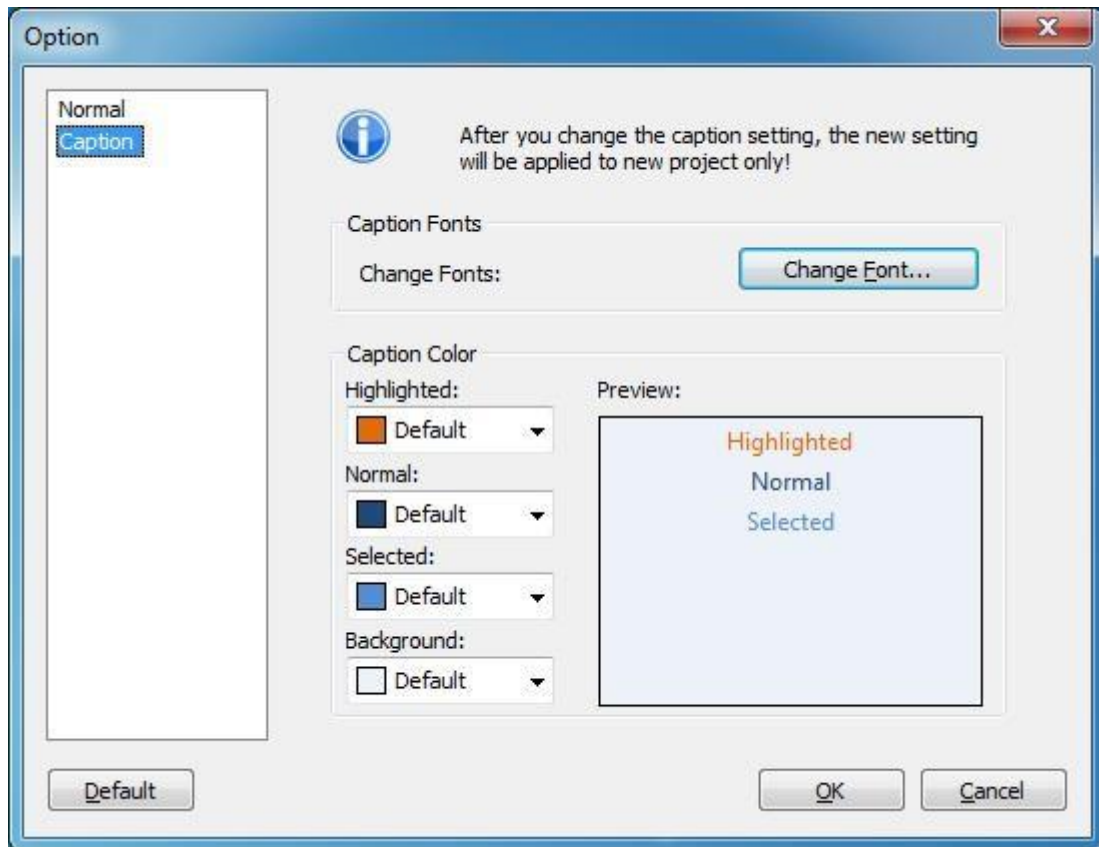 Option
Normal
Caption
After you change the caption setting, the new setting
will be applied to new project only!
Caption Fonts
Change Fonts:
Change Font...
Caption Color
Highlighted:
Default
Normal:
Default
Selected:
Default
Background:
Default
Preview:
Highlighted
Normal
Selected
Default
OK
Cancel